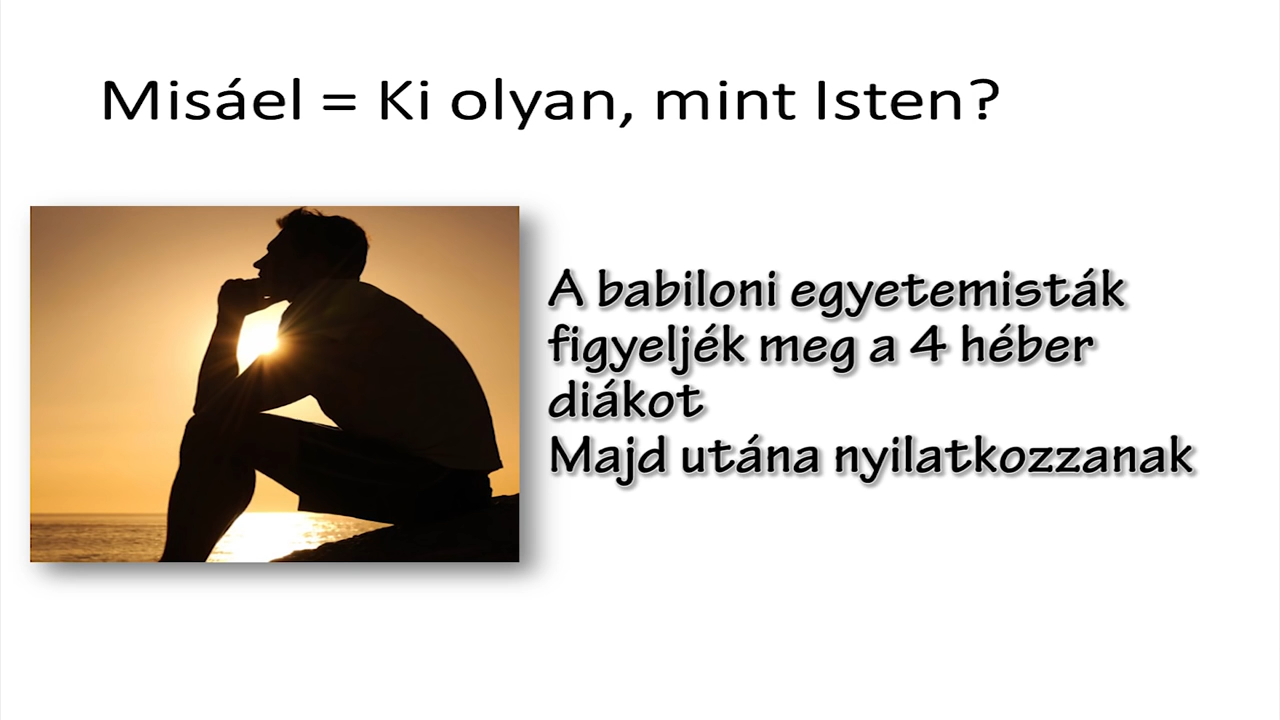 Misáel = Ki olyan, mint Isten?
A babiloni egyetemisták
figyeljék meg a 4 héber
diákot
Majd utána nyilatkozzanak